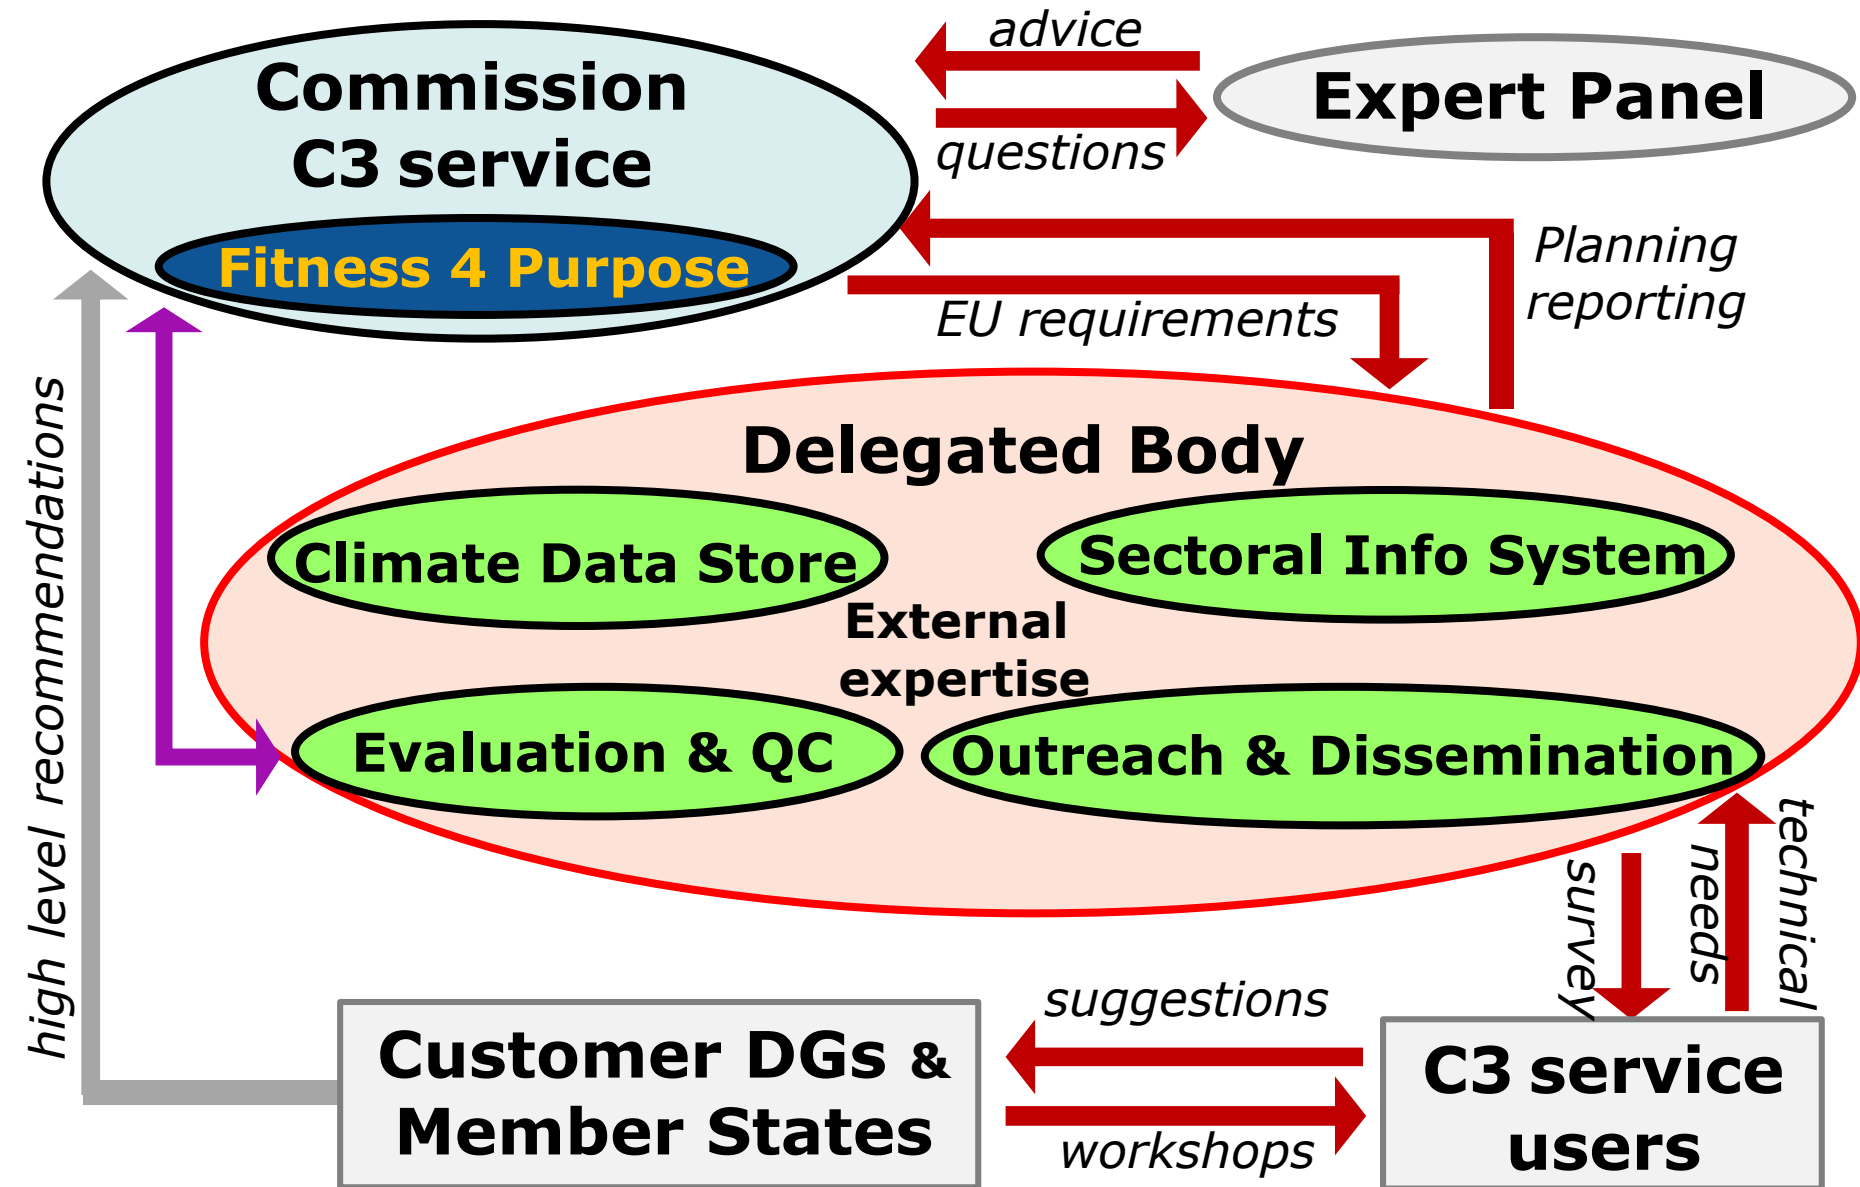 advice
Commission
C3 service
Expert Panel
questions
Fitness 4 Purpose
Planning
reporting
EU requirements
high level recommendations
Delegated Body
Climate Data Store
Sectoral Info System
External
expertise
Evaluation & QC
Outreach & Dissemination
survey
technical
needs
suggestions
Customer DGs &
Member States
C3 service
users
workshops